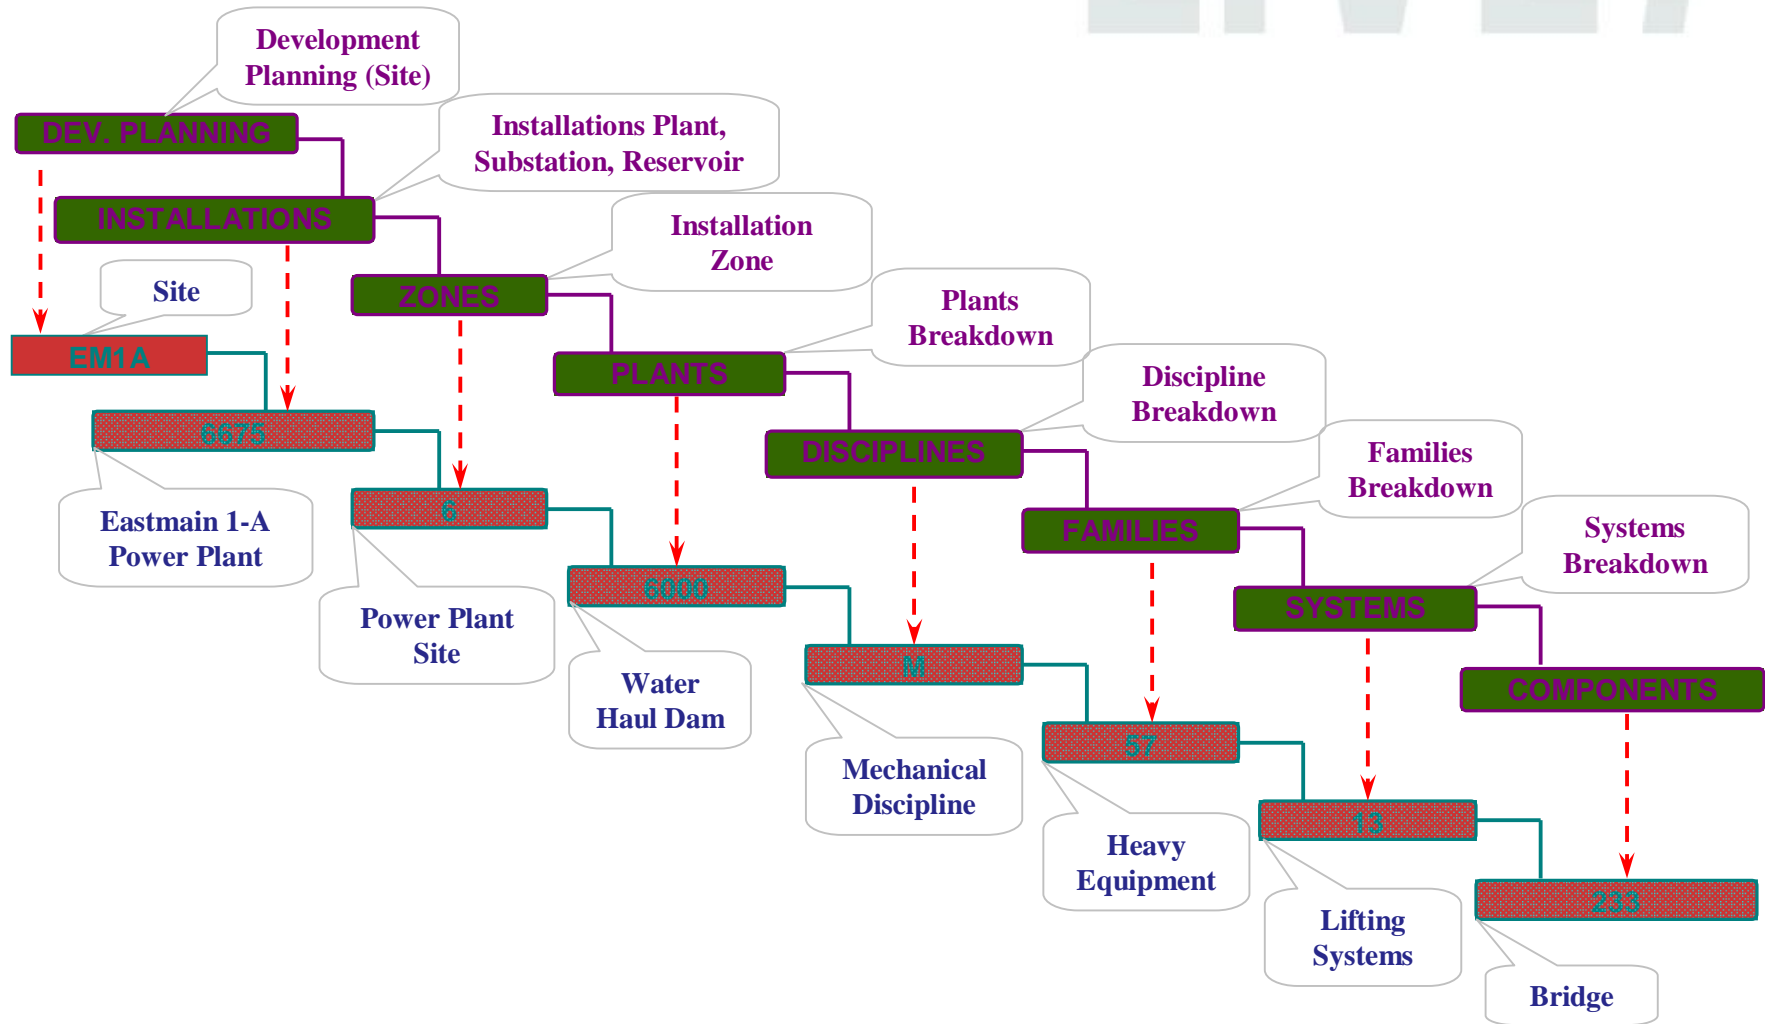 Development
Planning (Site)
DEV. PLANNING
Installations Plant,
Substation, Reservoir
INSTALLATIONS
Installation
Zone
Site
ZONES
Plants
Breakdown
EM1A
PLANTS
Discipline
Breakdown
6675
DISCIPLINES
Families
Breakdown
Eastmain 1-A
Power Plant
6
FAMILIES
Systems
Breakdown
Power Plant
Site
6000
SYSTEMS
Water
Haul Dam
M
COMPONENTS
Mechanical
Discipline
57
Heavy
Equipment
13
Lifting
Systems
233
Bridge